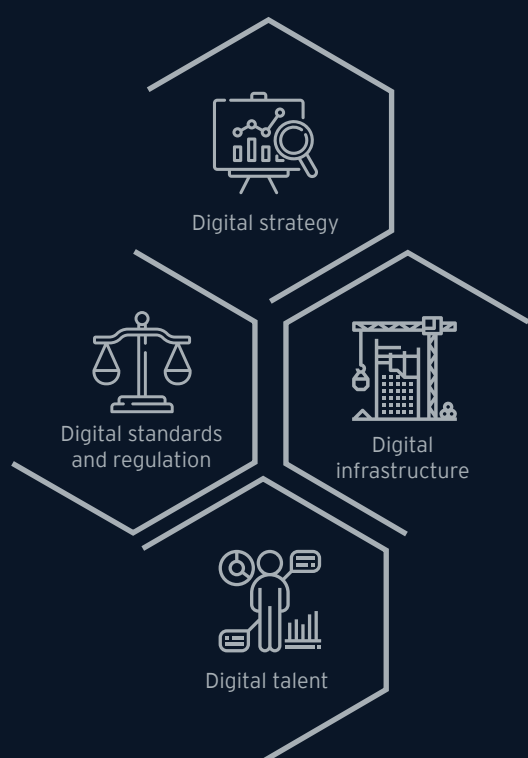 Digital strategy
Digital standards
and regulation
Digital
infrastructure
Digital talent